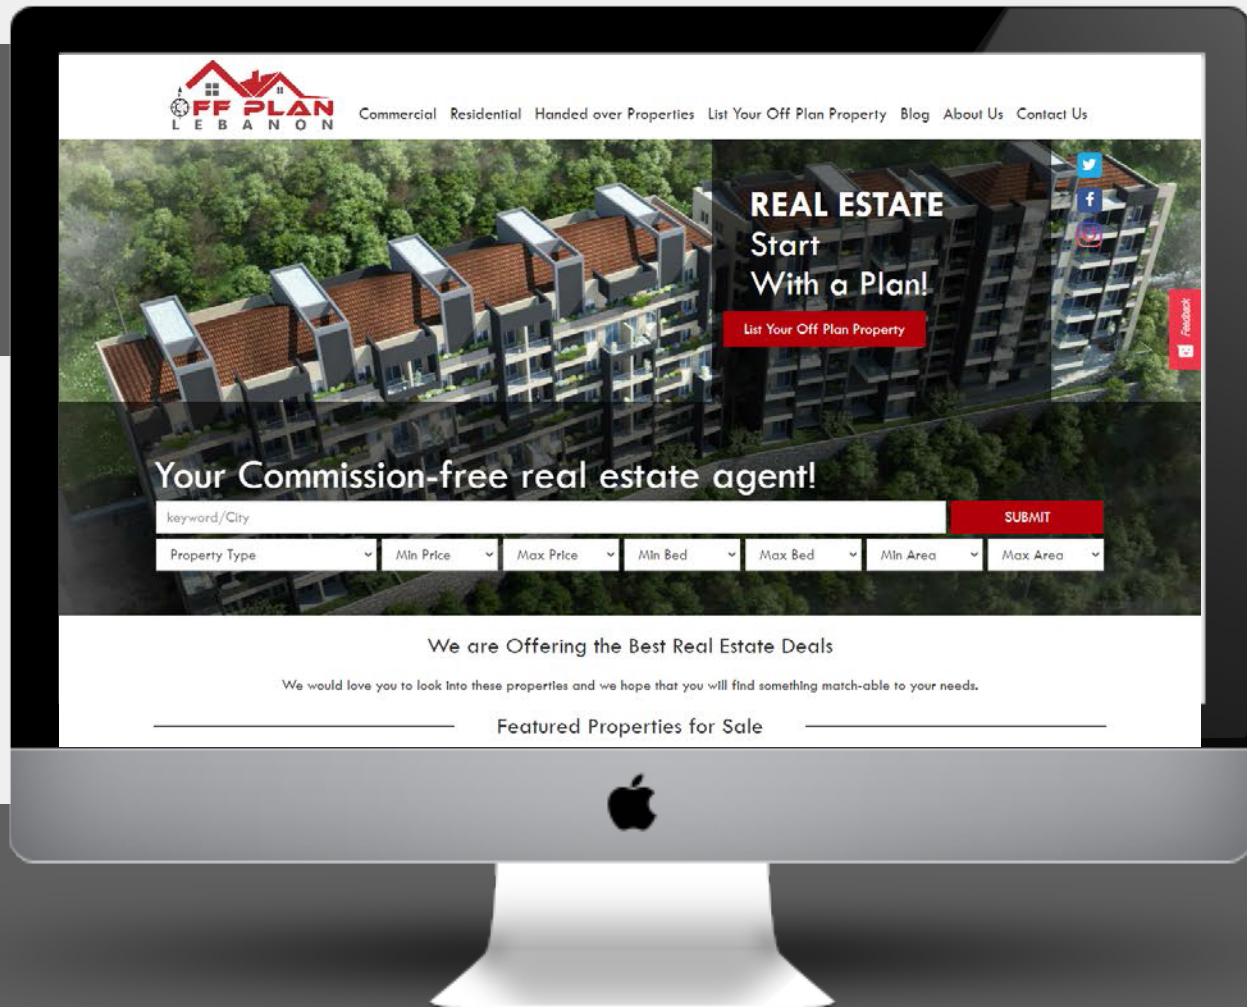 OFF PLAN
LEBANON
Commercial Residential Handed over Properties List Your Off Plan Property Blog About Us Contact Us
REAL ESTATE
Start
With a Plan!
List Your Off Plan Property
Feedback
Your Commission-free real estate agent!
keyword/City
SUBMIT
Property Type Min Price Max Price Min Bed Max Bed Min Area Max Area
We are Offering the Best Real Estate Deals
We would love you to look into these properties and we hope that you will find something match-able to your needs.
Featured Properties for Sale